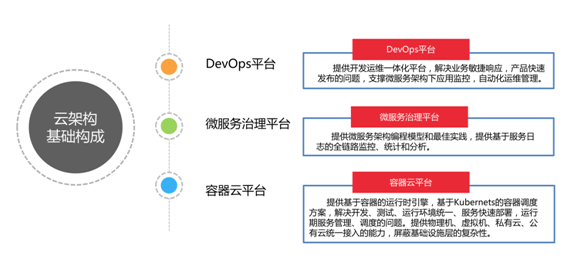 云架构
基础构成
DevOps平台
DevOps平台
提供开发运维一体化平台，解决业务敏捷响应，产品快速
发布的问题，支撑微服务架构下应用监控，自动化运维管理。
微服务治理平台
微服务治理平台
提供微服务架构编程模型和最佳实践，提供基于服务日
志的全链路监控、统计和分析。
容器云平台
容器云平台
提供基于容器的运行时引擎，基于Kubernets的容器调度
方案，解决开发、测试、运行环境统一、服务快速部署，运行
期服务管理、调度的问题。提供物理机、虚拟机、私有云、公
有云统一接入的能力，屏蔽基础设施层的复杂性。